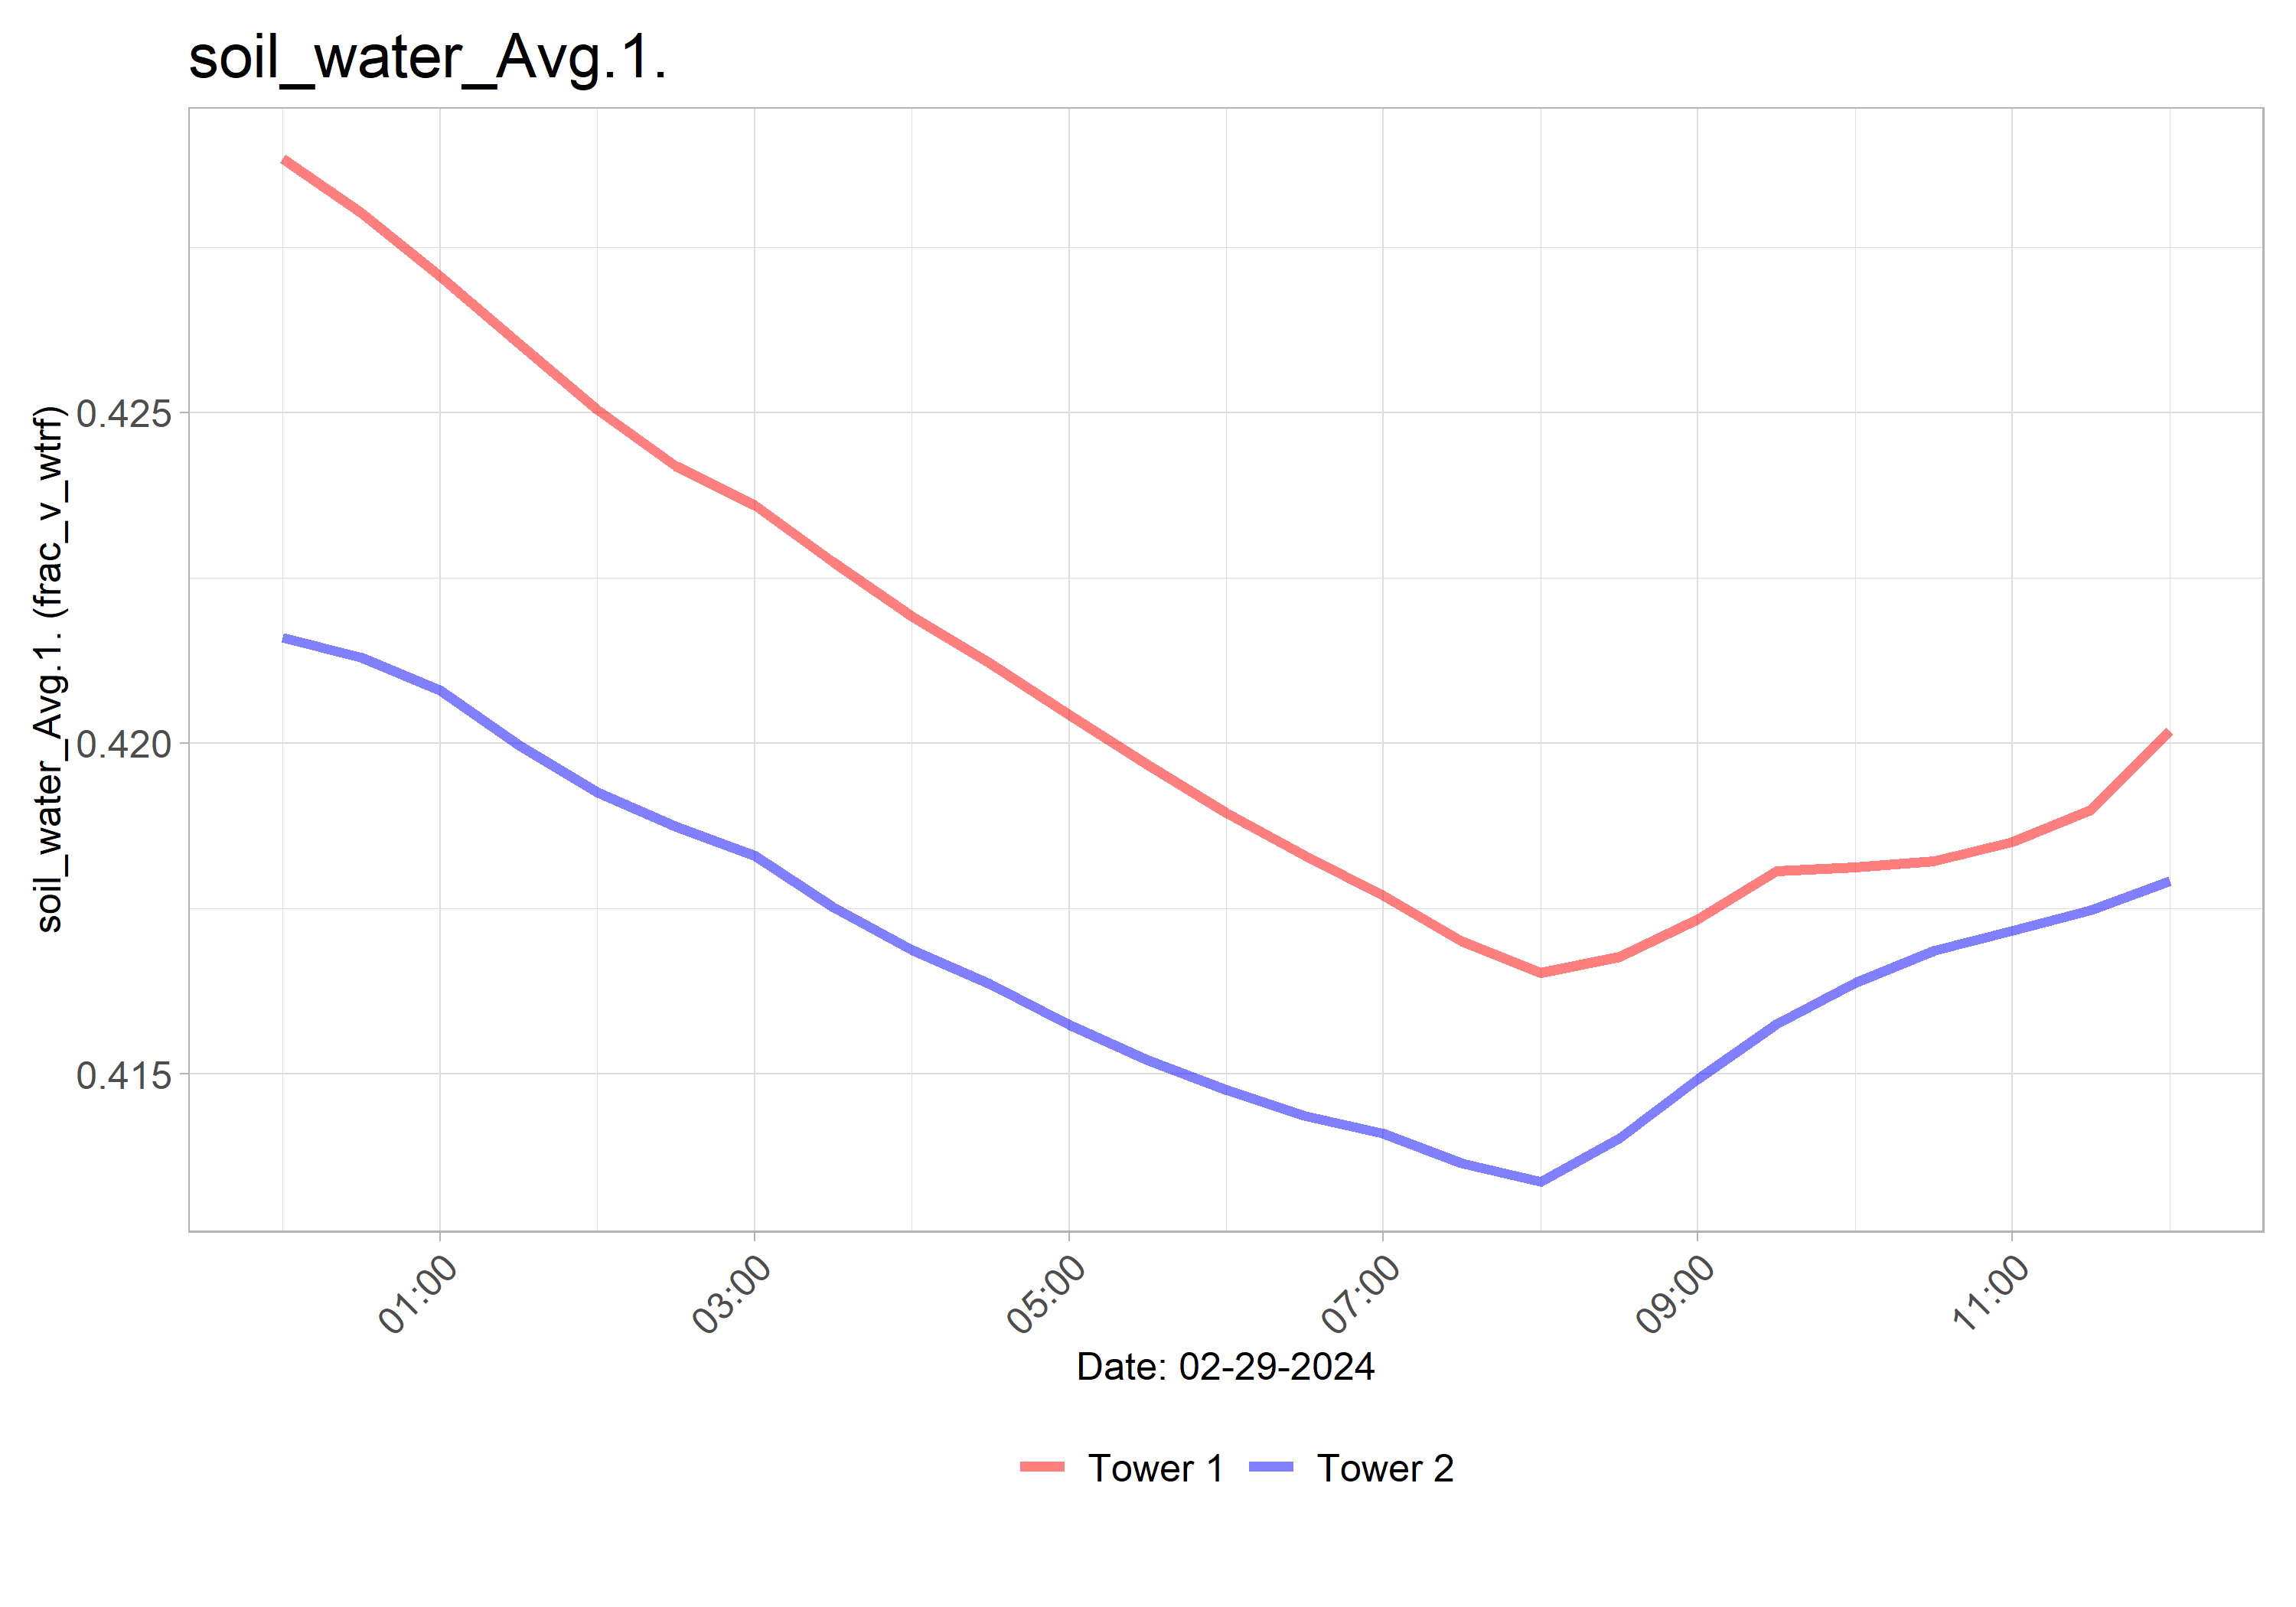 soil_water_Avg.1.
soil_water_Avg.1. (frac_v_wtrf)
0.425
0.420
0.415
01:00
03:00
05:00
07:00
09:00
11:00
Date: 02-29-2024
Tower 1
Tower 2